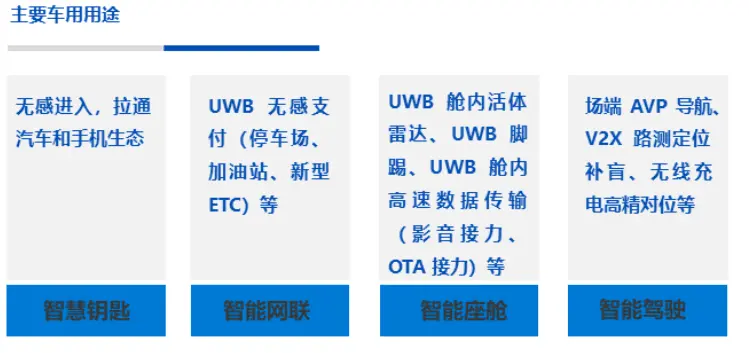 主要车用用途
无感进入，拉通
汽车和手机生态
UWB 无感支
付（停车场、
加油站、新型
ETC）等
UWB 舱内活体
雷达、UWB 脚
踢、UWB 舱内
高速数据传输
（影音接力、
OTA 接力）等
场端 AVP 导航、
V2X 路测定位
补盲、无线充
电高精对位等
智慧钥匙
智能网联
智能座舱
智能驾驶